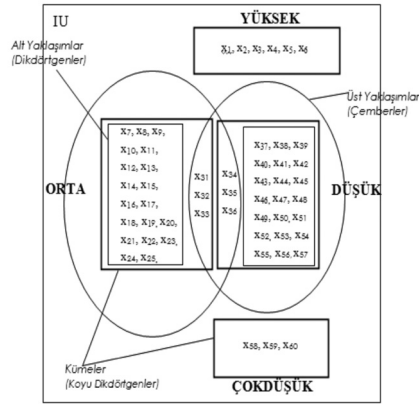 IU
YÜKSEK
x1, x2, x3, x4, x5, x6
Alt Yaklaşımlar
(Dikdörtgenler)
Üst Yaklaşımlar
(Çemberler)
ORTA
x7, x8, x9,
x10, x11,
x12, x13,
x14, x15,
x16, x17,
x18, x19, x20,
x21, x22, x23,
x24, x25,
x31
x32
x33
x34
x35
x36
x37, x38, x39
x40, x41, x42
x43, x44, x45
x46, x47, x48
x49, x50, x51
x52, x53, x54
x55, x56, x57
DÜŞÜK
Kümeler
(Koyu Dikdörtgenler)
x58, x59, x60
ÇOKDÜŞÜK